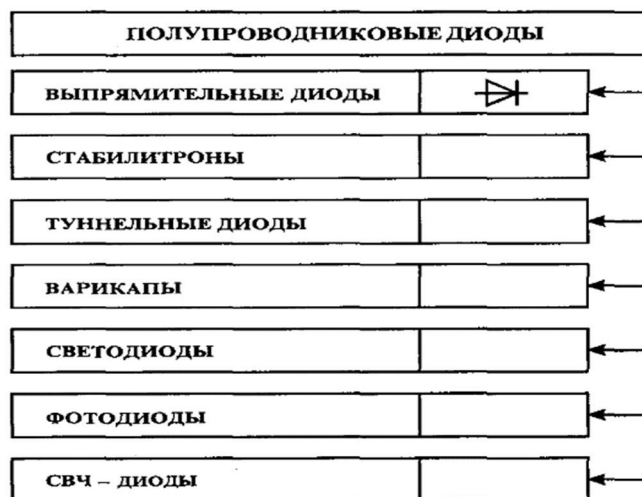 ПОЛУПРОВОДНИКОВЫЕ ДИОДЫ
ВЫПРЯМИТЕЛЬНЫЕ ДИОДЫ
СТАБИЛИТРОНЫ
ТУННЕЛЬНЫЕ ДИОДЫ
ВАРИКАПЫ
СВЕТОДИОДЫ
ФОТОДИОДЫ
СВЧ – ДИОДЫ